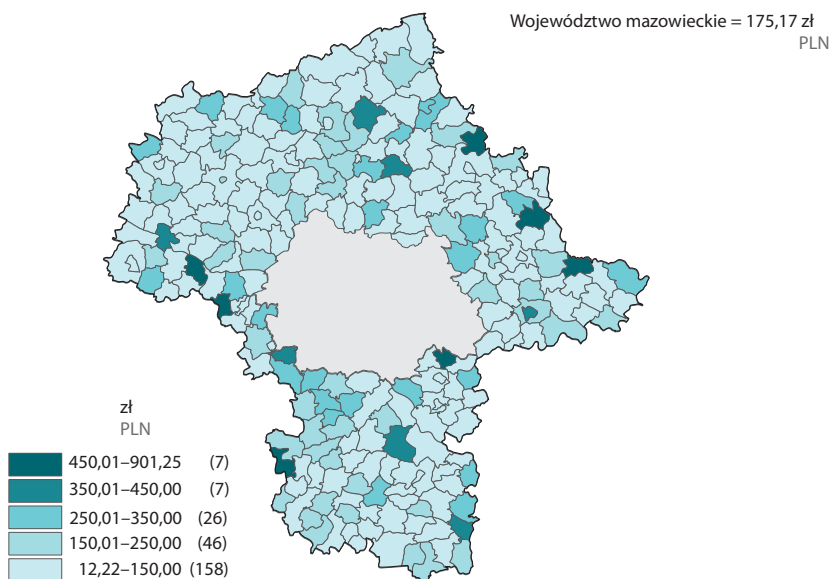 Województwo mazowieckie = 175,17 zł
PLN
zł
PLN
450,01–901,25 (7)
350,01–450,00 (7)
250,01–350,00 (26)
150,01–250,00 (46)
12,22–150,00 (158)